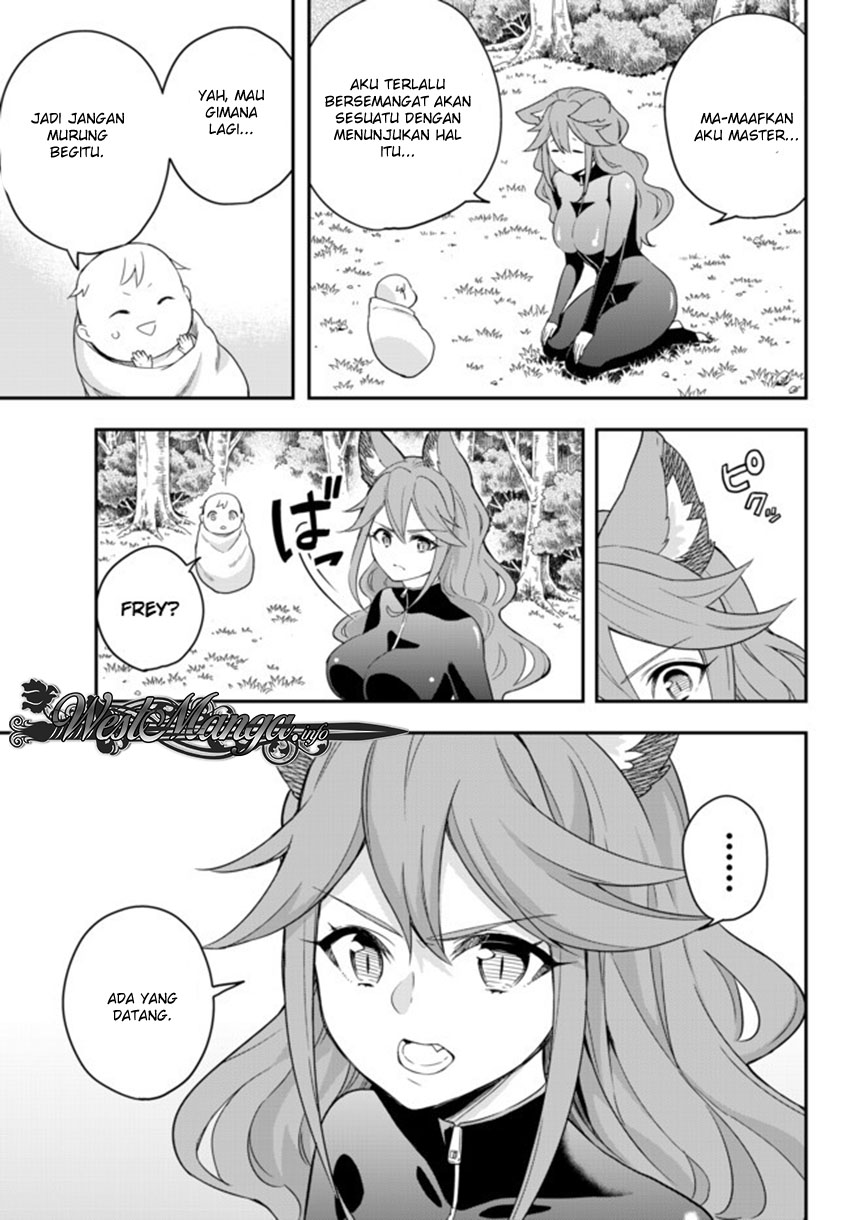 MA-MAAFKAN
AKU MASTER...
AKU TERLALU
BERSEMANGAT AKAN
SESUATU DENGAN
MENUNJUKAN HAL
ITU...
YAH, MAU
GIMANA
LAGI...
JADI JANGAN
MURUNG
BEGITU.
ピクッ
ばっ
FREY?
WestManga.info
......
ADA YANG
DATANG.